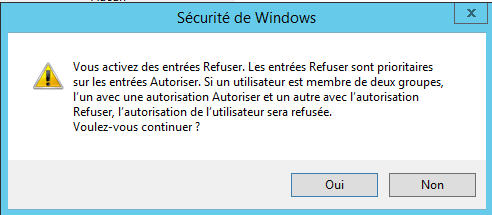 Sécurité de Windows
x
Vous activez des entrées Refuser. Les entrées Refuser sont prioritaires
sur les entrées Autoriser. Si un utilisateur est membre de deux groupes,
l'un avec une autorisation Autoriser et un autre avec l'autorisation
Refuser, l'autorisation de l'utilisateur sera refusée.
Voulez-vous continuer ?
Oui
Non